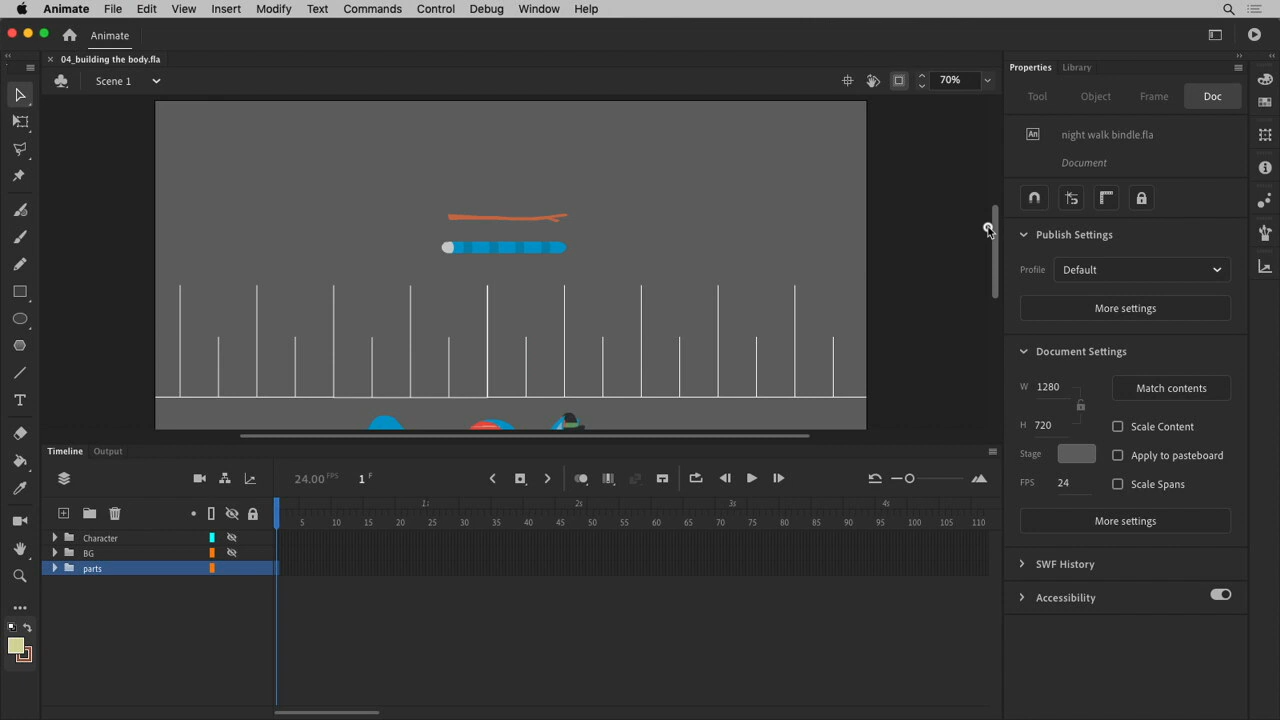 Animate File Edit View Insert Modify Text Commands Control Debug Window Help
Animate
04_building the body.fla
Properties Library
Scene 1
70%
Tool Object Frame Doc
An night walk bindle.fla
Document
Publish Settings
Profile Default
More settings
Document Settings
W 1280 Match contents
H 720 Scale Content
Stage Apply to pasteboard
FPS 24 Scale Spans
More settings
SWF History
Accessibility
Timeline Output
24.00 FPS 1 F
1s 2s 3s 4s
5 10 15 20 25 30 35 40 45 50 55 60 65 70 75 80 85 90 95 100 105 110
Character
BG
parts